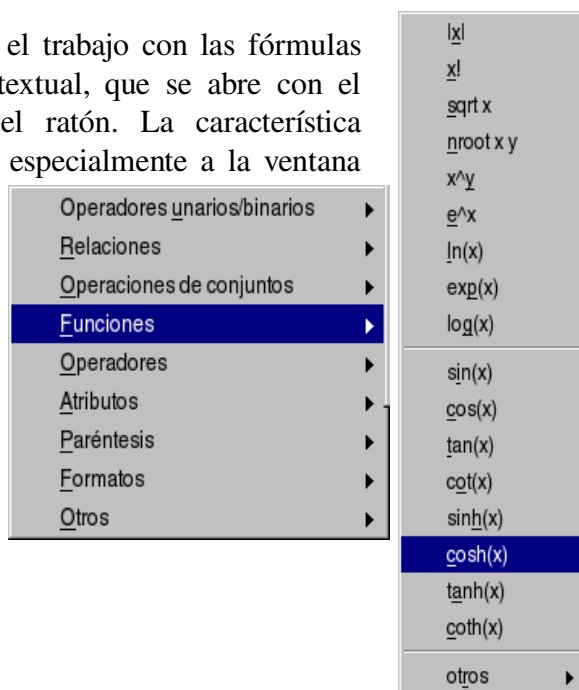 el trabajo con las fórmulas
textual, que se abre con el
el ratón. La característica
especialmente a la ventana
Operadores unarios/binarios
Relaciones
Operaciones de conjuntos
Funciones
Operadores
Atributos
Paréntesis
Formatos
Otros
|x|
x!
sqrt x
nroot x y
x^y
e^x
ln(x)
exp(x)
log(x)
sin(x)
cos(x)
tan(x)
cot(x)
sinh(x)
cosh(x)
tanh(x)
coth(x)
otros